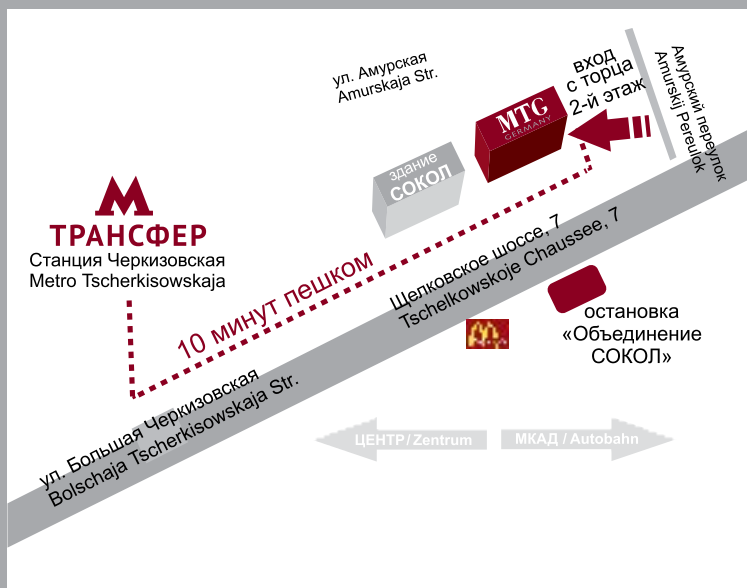 ул. Амурская
Amurskaja Str.
вход
с торца
2-й этаж
Амурский переулок
Amurskij Pereulok
MTG
GERMANY
здание
СОКОЛ
М
ТРАНСФЕР
Станция Черкизовская
Metro Tscherkisowskaja
10 минут пешком
Щелковское шоссе, 7
Tschelkowskoje Chaussee, 7
остановка
«Объединение
СОКОЛ»
ул. Большая Черкизовская
Bolschaja Tscherkisowskaja Str.
ЦЕНТР/Zentrum
МКАД / Autobahn